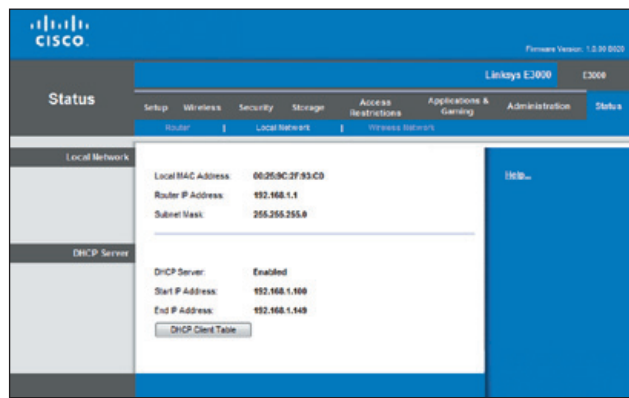 CISCO
Firmware Version: 1.0.00 B020
Linksys E3000 E3000
Status
Setup Wireless Security Storage Access Restrictions Applications & Gaming Administration Status
Router | Local Network | Wireless Network
Local Network
Local MAC Address: 00:25:9C:2F:93:C0
Router IP Address: 192.168.1.1
Subnet Mask: 255.255.255.0
Help...
DHCP Server
DHCP Server: Enabled
Start IP Address: 192.168.1.100
End IP Address: 192.168.1.149
DHCP Client Table